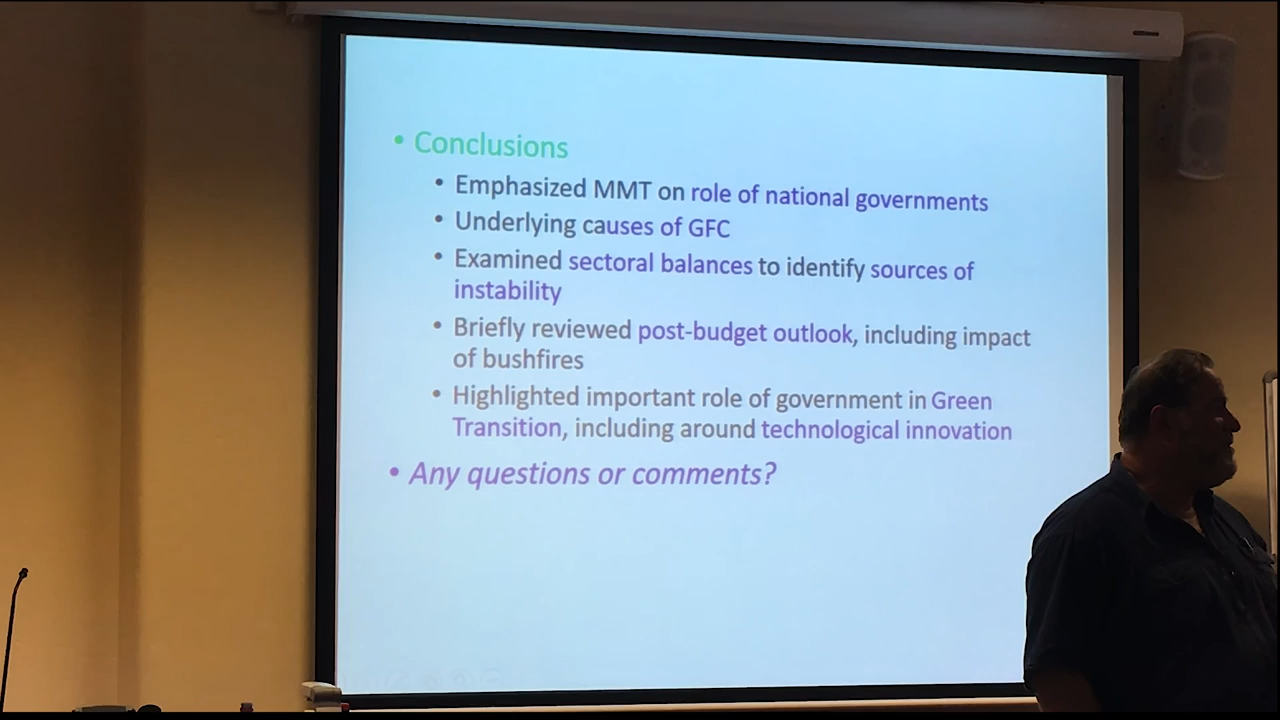 • Conclusions
• Emphasized MMT on role of national governments
• Underlying causes of GFC
• Examined sectoral balances to identify sources of
instability
• Briefly reviewed post-budget outlook, including impact
of bushfires
• Highlighted important role of government in Green
Transition, including around technological innovation
• Any questions or comments?